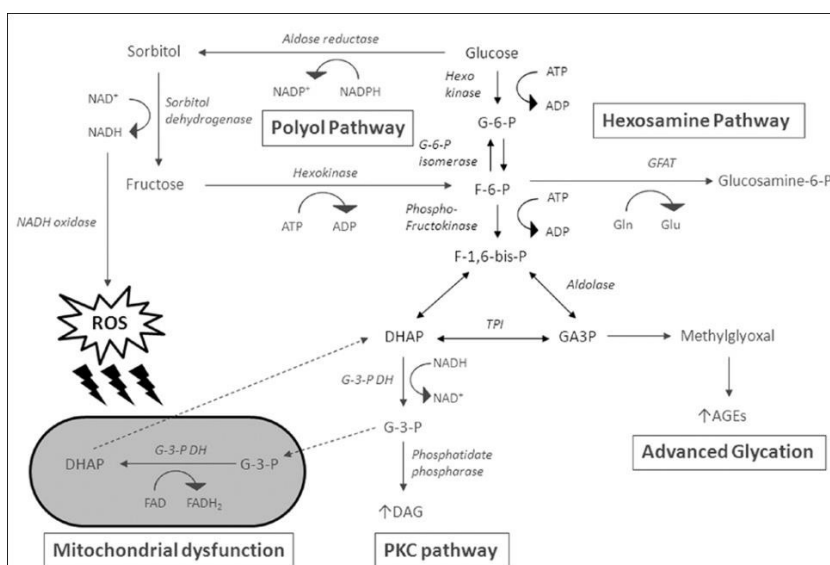 Sorbitol
Aldose reductase
Glucose
NADP⁺
NADPH
Hexo
kinase
ATP
ADP
NAD⁺
NADH
Sorbitol
dehydrogenase
Polyol Pathway
G-6-P
Hexosamine Pathway
G-6-P
isomerase
Fructose
Hexokinase
ATP
ADP
F-6-P
GFAT
Glucosamine-6-P
Gln
Glu
NADH oxidase
Phospho-
Fructokinase
ATP
ADP
F-1,6-bis-P
Aldolase
ROS
DHAP
TPI
GA3P
Methylglyoxal
G-3-P DH
NADH
NAD⁺
↑AGEs
G-3-P
Advanced Glycation
DHAP
G-3-P DH
G-3-P
FAD
FADH₂
Phosphatidate
phospharase
↑DAG
Mitochondrial dysfunction
PKC pathway